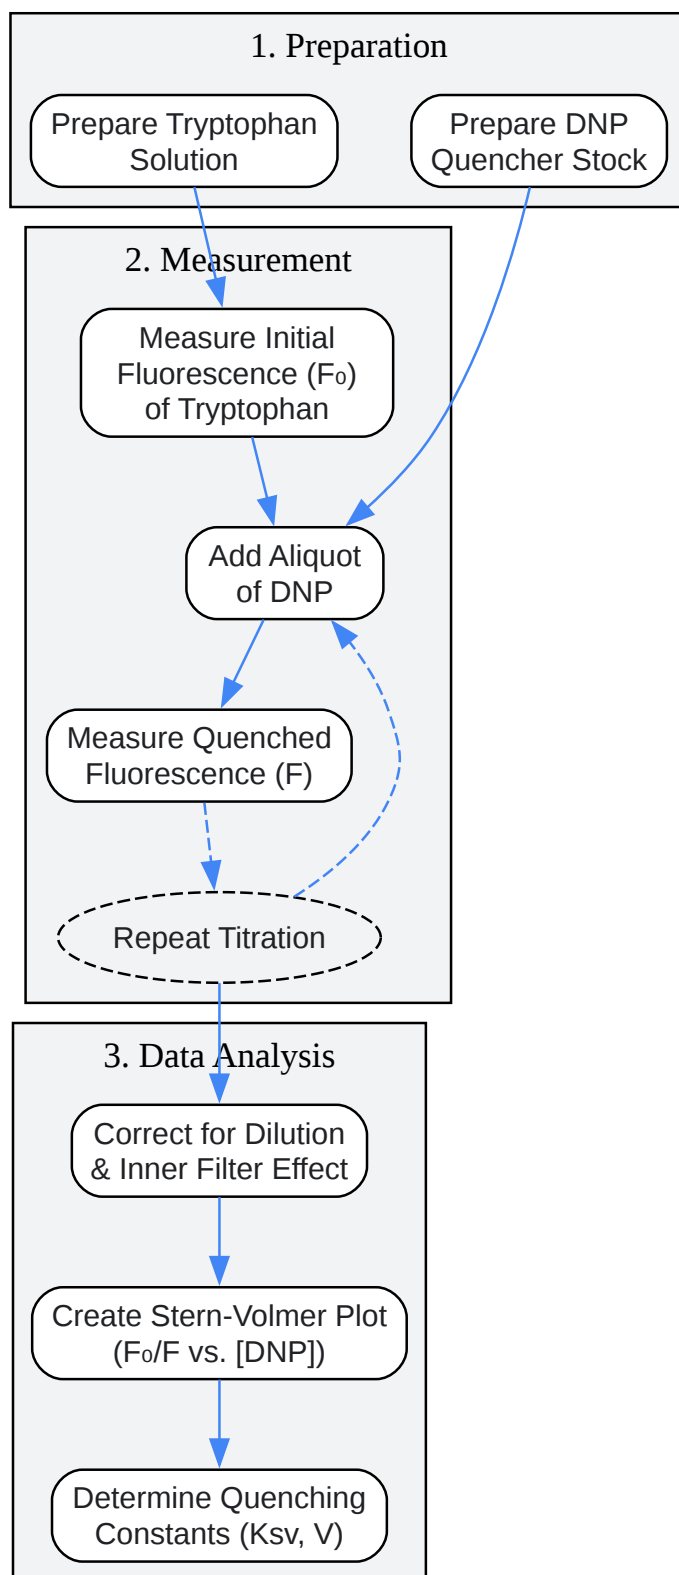 1. Preparation
Prepare Tryptophan
Solution
Prepare DNP
Quencher Stock
2. Measurement
Measure Initial
Fluorescence (F₀)
of Tryptophan
Add Aliquot
of DNP
Measure Quenched
Fluorescence (F)
Repeat Titration
3. Data Analysis
Correct for Dilution
& Inner Filter Effect
Create Stern-Volmer Plot
(F₀/F vs. [DNP])
Determine Quenching
Constants (Ksv, V)